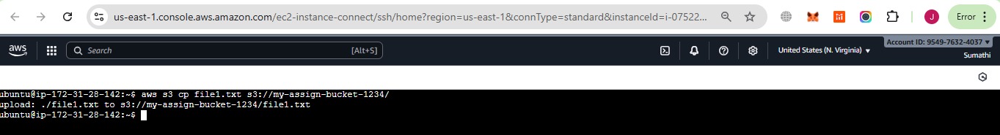 us-east-1.console.aws.amazon.com/ec2-instance-connect/ssh/home?region=us-east-1&connType=standard&instanceId=i-07522...
J
Error
aws
Search
[Alt+S]
United States (N. Virginia)
Account ID: 9549-7632-4037
Sumathi
ubuntu@ip-172-31-28-142:~$ aws s3 cp file1.txt s3://my-assign-bucket-1234/
upload: ./file1.txt to s3://my-assign-bucket-1234/file1.txt
ubuntu@ip-172-31-28-142:~$